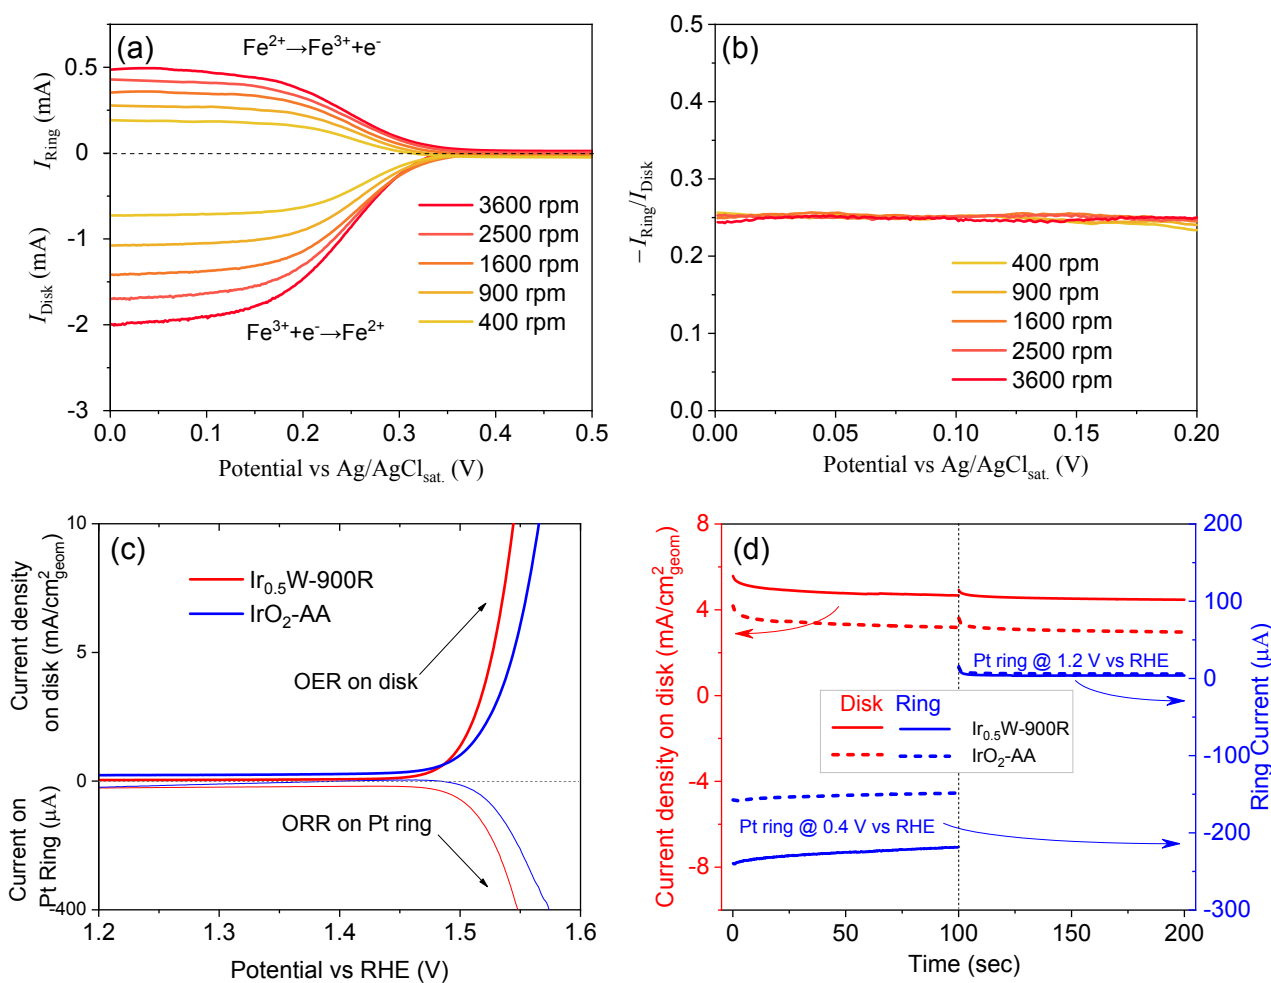 (a)
Fe²⁺→Fe³⁺+e⁻
0.5
0
-1
-2
-3
I_Ring (mA)
I_Disk (mA)
3600 rpm
2500 rpm
1600 rpm
900 rpm
400 rpm
Fe³⁺+e⁻→Fe²⁺
0.0 0.1 0.2 0.3 0.4 0.5
Potential vs Ag/AgCl_sat. (V)
(b)
0.5
0.4
0.3
0.2
0.1
0.0
−I_Ring/I_Disk
400 rpm
900 rpm
1600 rpm
2500 rpm
3600 rpm
0.00 0.05 0.10 0.15 0.20
Potential vs Ag/AgCl_sat. (V)
(c)
10
5
0
-400
Current density
on disk (mA/cm²_geom)
Current on
Pt Ring (μA)
Ir₀.₅W-900R
IrO₂-AA
OER on disk
ORR on Pt ring
1.2 1.3 1.4 1.5 1.6
Potential vs RHE (V)
(d)
8
4
0
-4
-8
Current density on disk (mA/cm²_geom)
200
100
0
-100
-200
-300
Ring Current (μA)
Pt ring @ 1.2 V vs RHE
Disk Ring
Ir₀.₅W-900R
IrO₂-AA
Pt ring @ 0.4 V vs RHE
0 50 100 150 200
Time (sec)